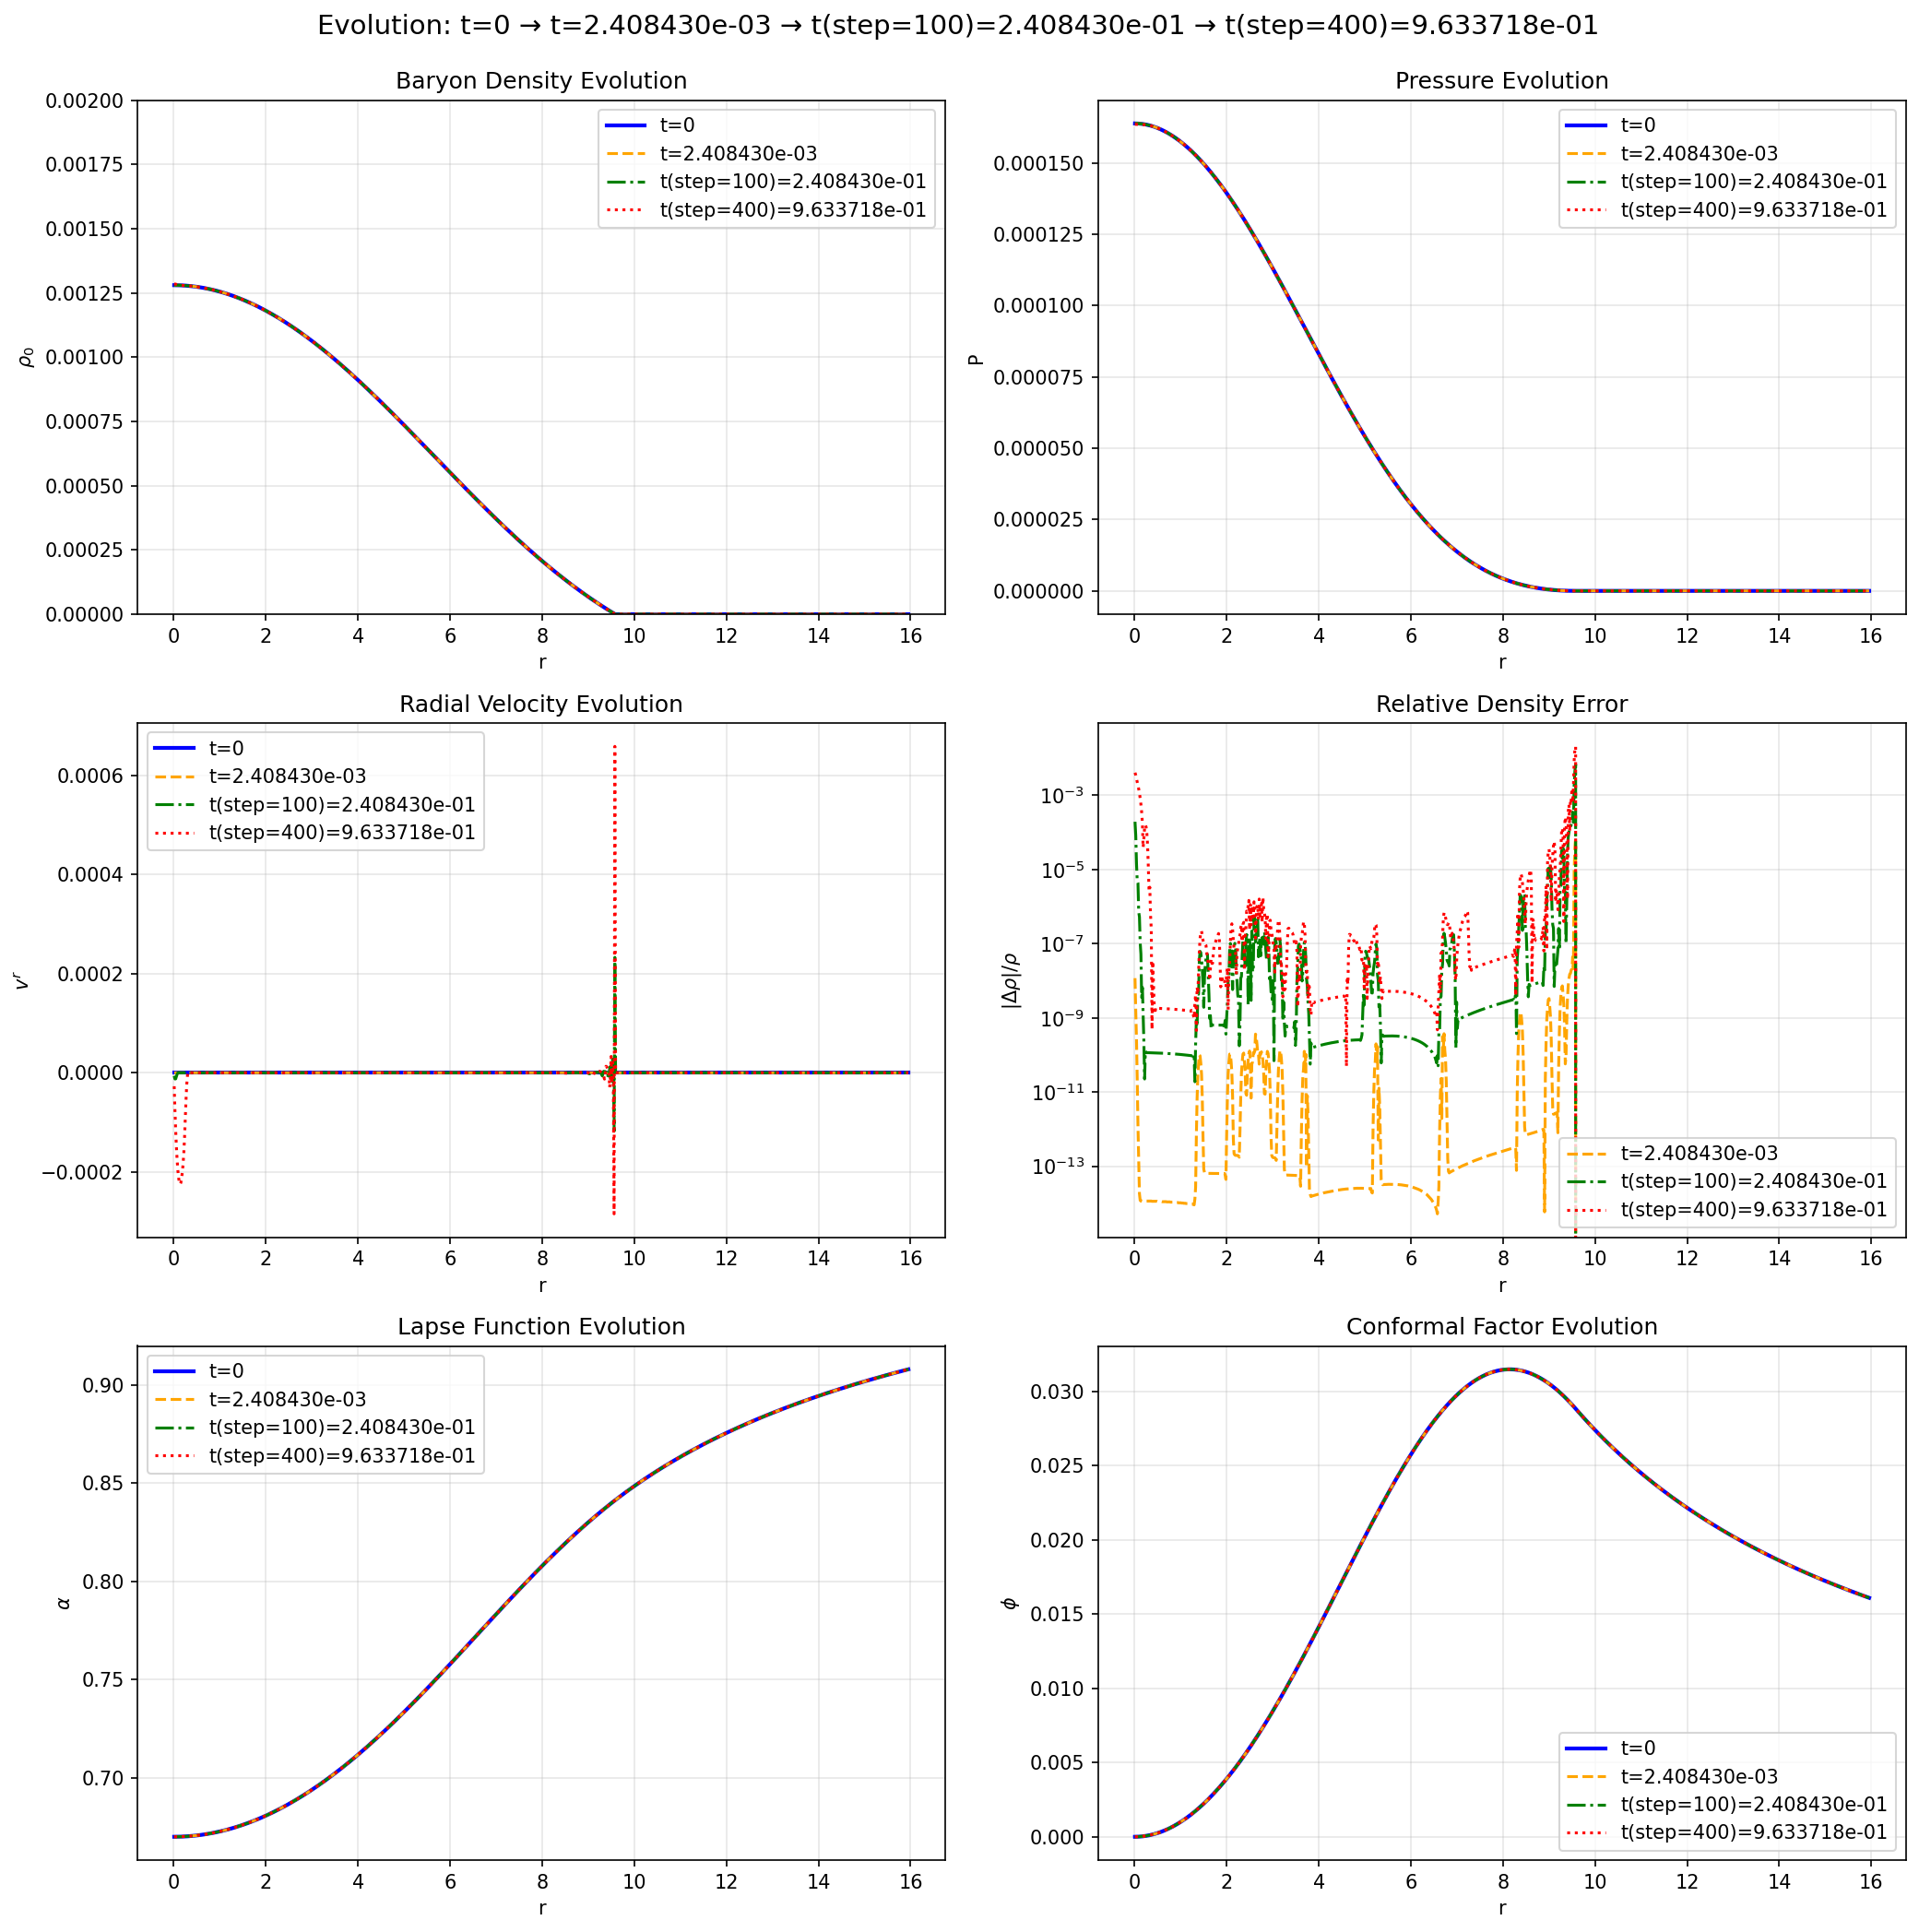 Evolution: t=0 → t=2.408430e-03 → t(step=100)=2.408430e-01 → t(step=400)=9.633718e-01
Baryon Density Evolution
0.00200
0.00175
0.00150
0.00125
0.00100
0.00075
0.00050
0.00025
0.00000
ρ₀
t=0
t=2.408430e-03
t(step=100)=2.408430e-01
t(step=400)=9.633718e-01
0 2 4 6 8 10 12 14 16
r
Pressure Evolution
0.000150
0.000125
0.000100
0.000075
0.000050
0.000025
0.000000
P
t=0
t=2.408430e-03
t(step=100)=2.408430e-01
t(step=400)=9.633718e-01
0 2 4 6 8 10 12 14 16
r
Radial Velocity Evolution
0.0006
0.0004
0.0002
0.0000
−0.0002
vʳ
t=0
t=2.408430e-03
t(step=100)=2.408430e-01
t(step=400)=9.633718e-01
0 2 4 6 8 10 12 14 16
r
Relative Density Error
10⁻³
10⁻⁵
10⁻⁷
10⁻⁹
10⁻¹¹
10⁻¹³
|Δρ|/ρ
t=2.408430e-03
t(step=100)=2.408430e-01
t(step=400)=9.633718e-01
0 2 4 6 8 10 12 14 16
r
Lapse Function Evolution
0.90
0.85
0.80
0.75
0.70
α
t=0
t=2.408430e-03
t(step=100)=2.408430e-01
t(step=400)=9.633718e-01
0 2 4 6 8 10 12 14 16
r
Conformal Factor Evolution
0.030
0.025
0.020
0.015
0.010
0.005
0.000
ϕ
t=0
t=2.408430e-03
t(step=100)=2.408430e-01
t(step=400)=9.633718e-01
0 2 4 6 8 10 12 14 16
r